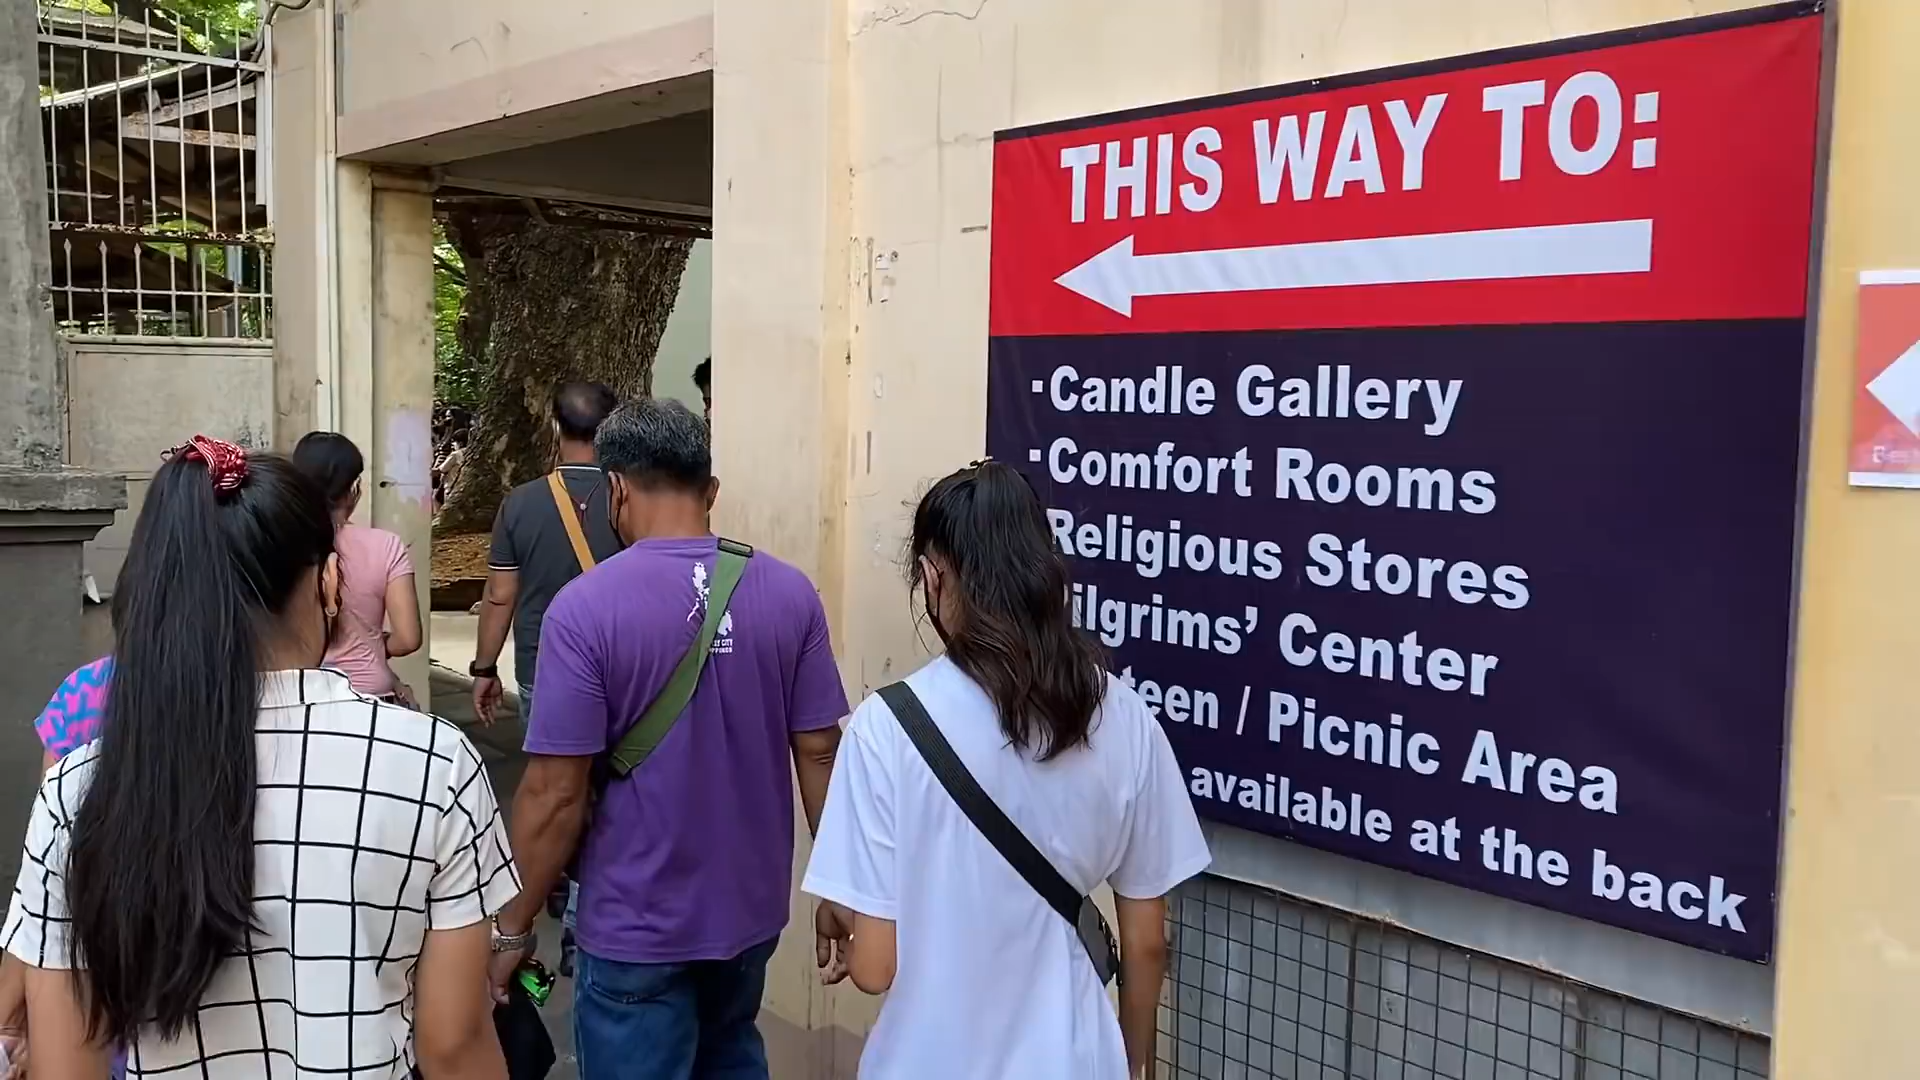 THIS WAY TO:
-Candle Gallery
-Comfort Rooms
Religious Stores
ilgrims' Center
teen / Picnic Area
available at the back